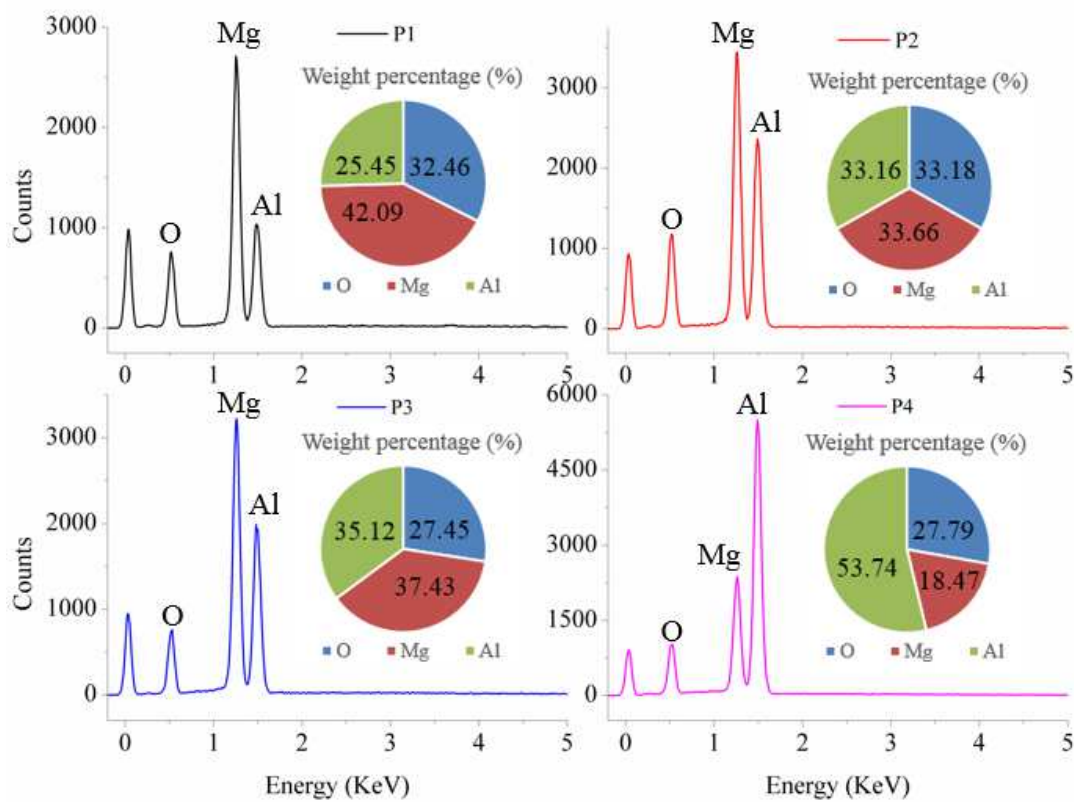 3000
2000
1000
0
Counts
Mg
P1
Weight percentage (%)
25.45
32.46
42.09
O
Al
O
Mg
Al
0
1
2
3
4
5
3000
2000
1000
0
Mg
P2
Weight percentage (%)
Al
33.16
33.18
33.66
O
O
Mg
Al
0
1
2
3
4
5
3000
2000
1000
0
Counts
Mg
P3
Weight percentage (%)
Al
35.12
27.45
37.43
O
O
Mg
Al
0
1
2
3
4
5
Energy (KeV)
6000
4500
3000
1500
0
Al
P4
Weight percentage (%)
Mg
27.79
53.74
18.47
O
O
Mg
Al
0
1
2
3
4
5
Energy (KeV)